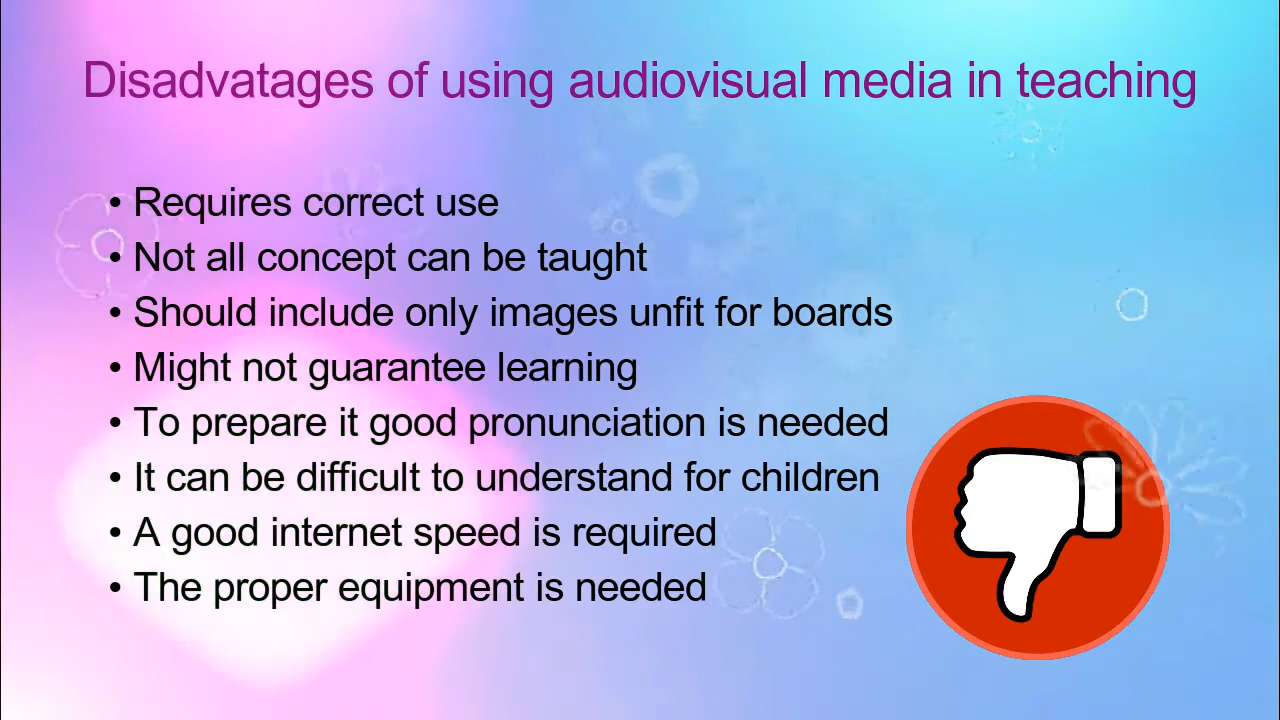 Disadvatages of using audiovisual media in teaching
• Requires correct use
• Not all concept can be taught
• Should include only images unfit for boards
• Might not guarantee learning
• To prepare it good pronunciation is needed
• It can be difficult to understand for children
• A good internet speed is required
• The proper equipment is needed